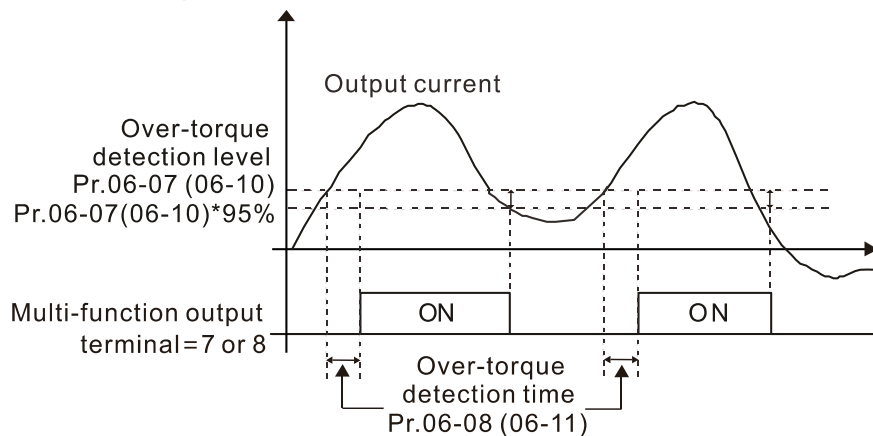 Output current
Over-torque
detection level
Pr.06-07 (06-10)
Pr.06-07(06-10)*95%
Multi-function output
terminal=7 or 8
ON
ON
Over-torque
detection time
Pr.06-08 (06-11)